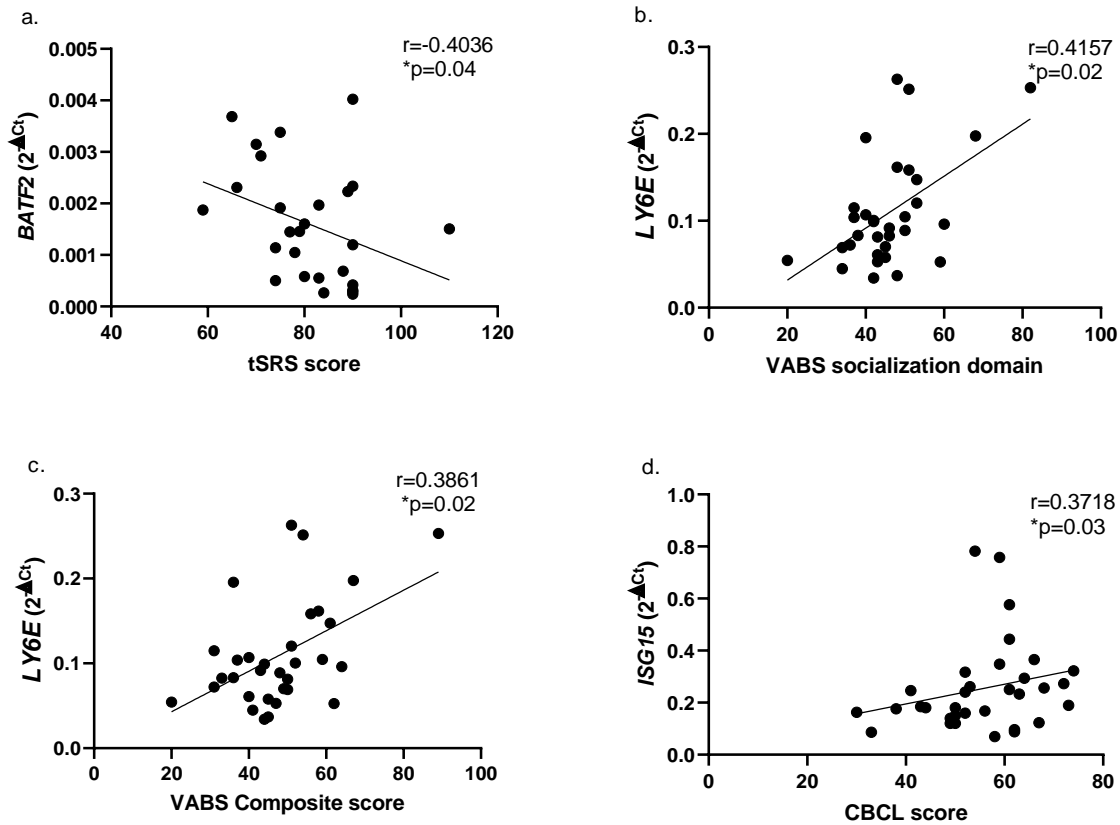 a.
r=-0.4036
*p=0.04
0.005
0.004
0.003
0.002
0.001
0.000
BATF2 (2-▲Ct)
40
60
80
100
120
tSRS score
b.
r=0.4157
*p=0.02
0.3
0.2
0.1
0.0
LY6E (2-▲Ct)
0
20
40
60
80
100
VABS socialization domain
c.
r=0.3861
*p=0.02
0.3
0.2
0.1
0.0
LY6E (2-▲Ct)
0
20
40
60
80
100
VABS Composite score
d.
r=0.3718
*p=0.03
1.0
0.8
0.6
0.4
0.2
0.0
ISG15 (2-▲Ct)
0
20
40
60
80
CBCL score